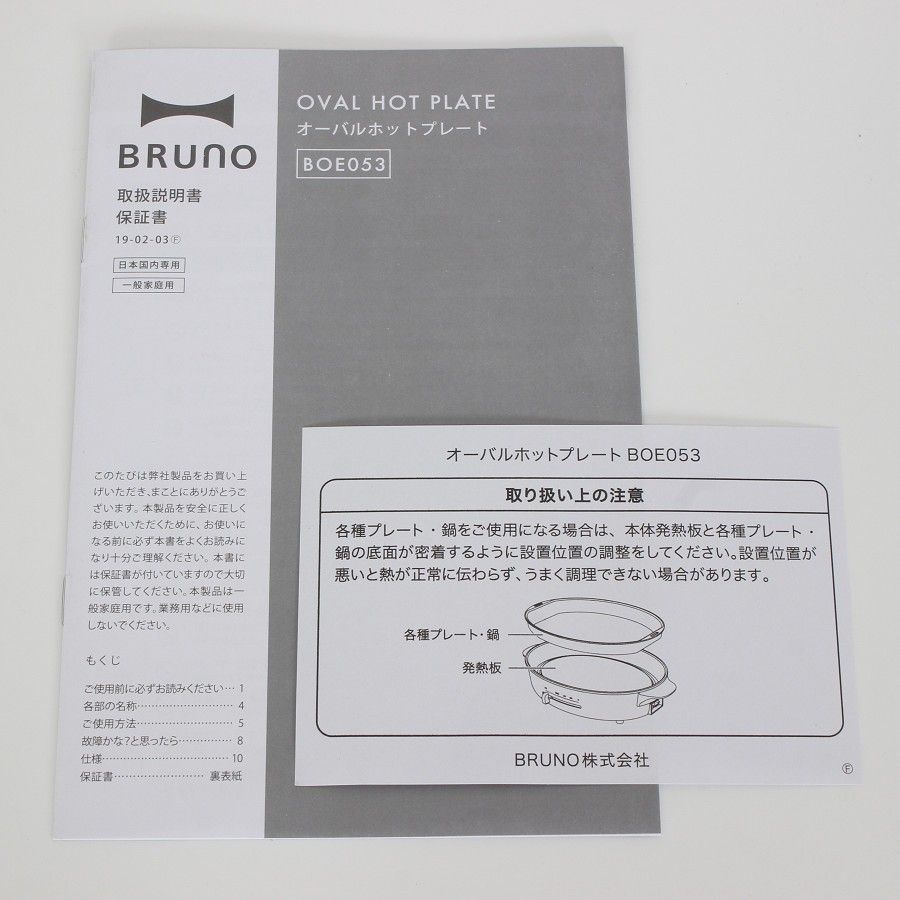 BRUNO
取扱説明書
保証書
19-02-03Ⓕ
日本国内専用
一般家庭用
OVAL HOT PLATE
オーバルホットプレート
BOE053
このたびは弊社製品をお買い上
げいただき、まことにありがとうご
ざいます。本製品を安全に正しく
お使いいただくために、お使いに
なる前に必ず本書をよくお読みに
なり十分ご理解ください。本書に
は保証書が付いていますので大切
に保管してください。本製品は一
般家庭用です。業務用などに使用
しないでください。
もくじ
ご使用前に必ずお読みください… 1
各部の名称………………………… 4
ご使用方法………………………… 5
故障かな?と思ったら…………… 8
仕様………………………………… 10
保証書……………………… 裏表紙
オーバルホットプレート BOE053
取り扱い上の注意
各種プレート・鍋をご使用になる場合は、本体発熱板と各種プレート・
鍋の底面が密着するように設置位置の調整をしてください。設置位置が
悪いと熱が正常に伝わらず、うまく調理できない場合があります。
各種プレート・鍋
発熱板
BRUNO株式会社
Ⓕ